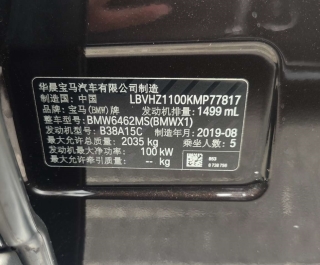 华晨宝马汽车有限公司制造
制造国：中国 LBVHZ1100KMP77817
宝马(BMW)牌 发动机排量：1499 mL
整车型号：BMW6462MS(BMWX1)
发动机型号：B38A15C 制造年月：2019-08
最大允许总质量：2035 kg 乘坐人数：5
发动机最大净功率：100 kW
最大允许牵引质量：-- kg